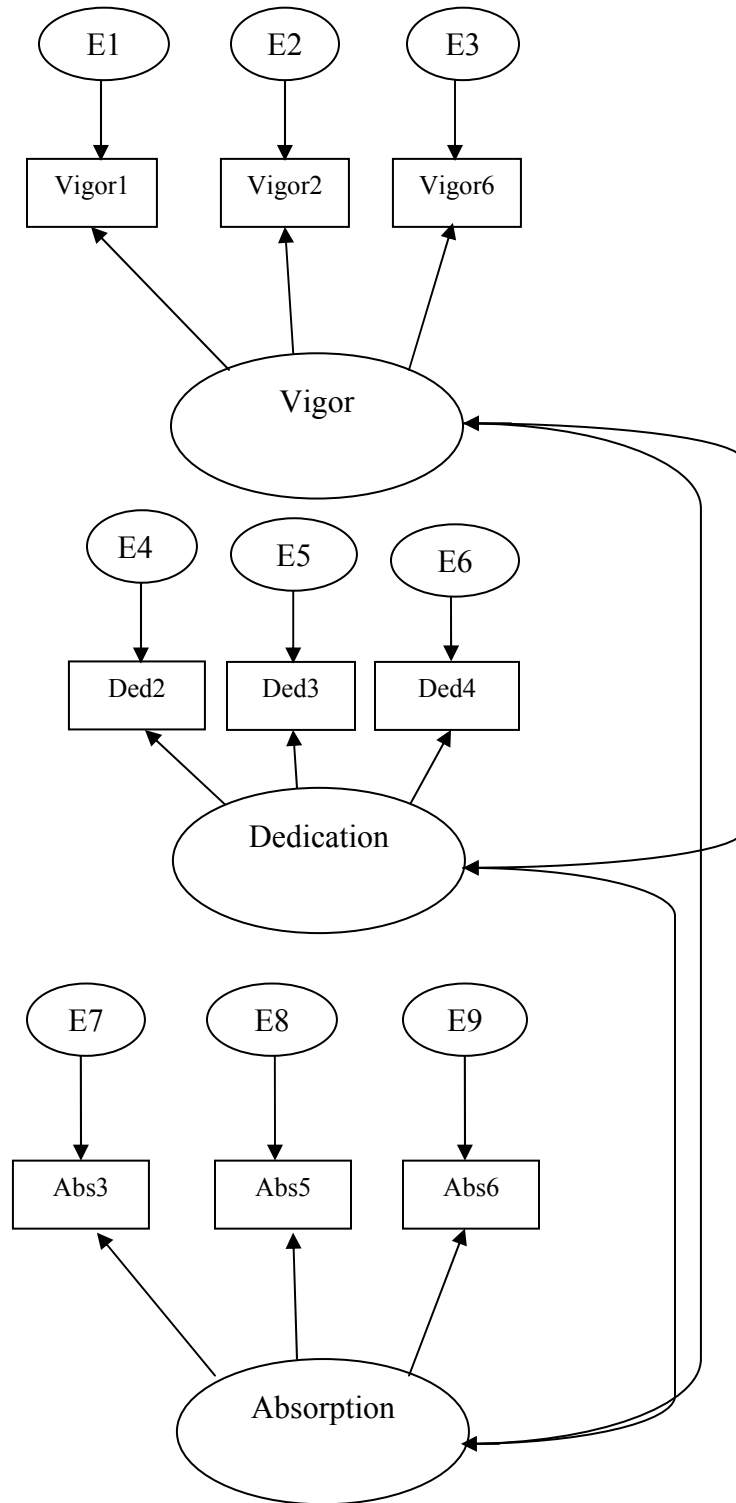 E1 E2 E3
Vigor1 Vigor2 Vigor6
Vigor
E4 E5 E6
Ded2 Ded3 Ded4
Dedication
E7 E8 E9
Abs3 Abs5 Abs6
Absorption